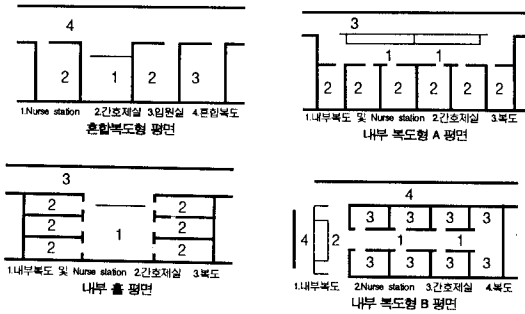 4
2 1 2 3
1.Nurse station 2.간호제실 3.입원실 4.혼합복도
혼합복도형 평면
3
1 1
2 2 2 2 2 2
1.내부복도 및 Nurse station 2.간호제실 3.복도
내부 복도형 A 평면
3
2 2
2 1 2
2 2
1.내부복도 및 Nurse station 2.간호제실 3.복도
내부 홀 평면
4
3 3 3 3
4 2 1 1
3 3 3 3
1.내부복도 2.Nurse station 3.간호제실 4.복도
내부 복도형 B 평면